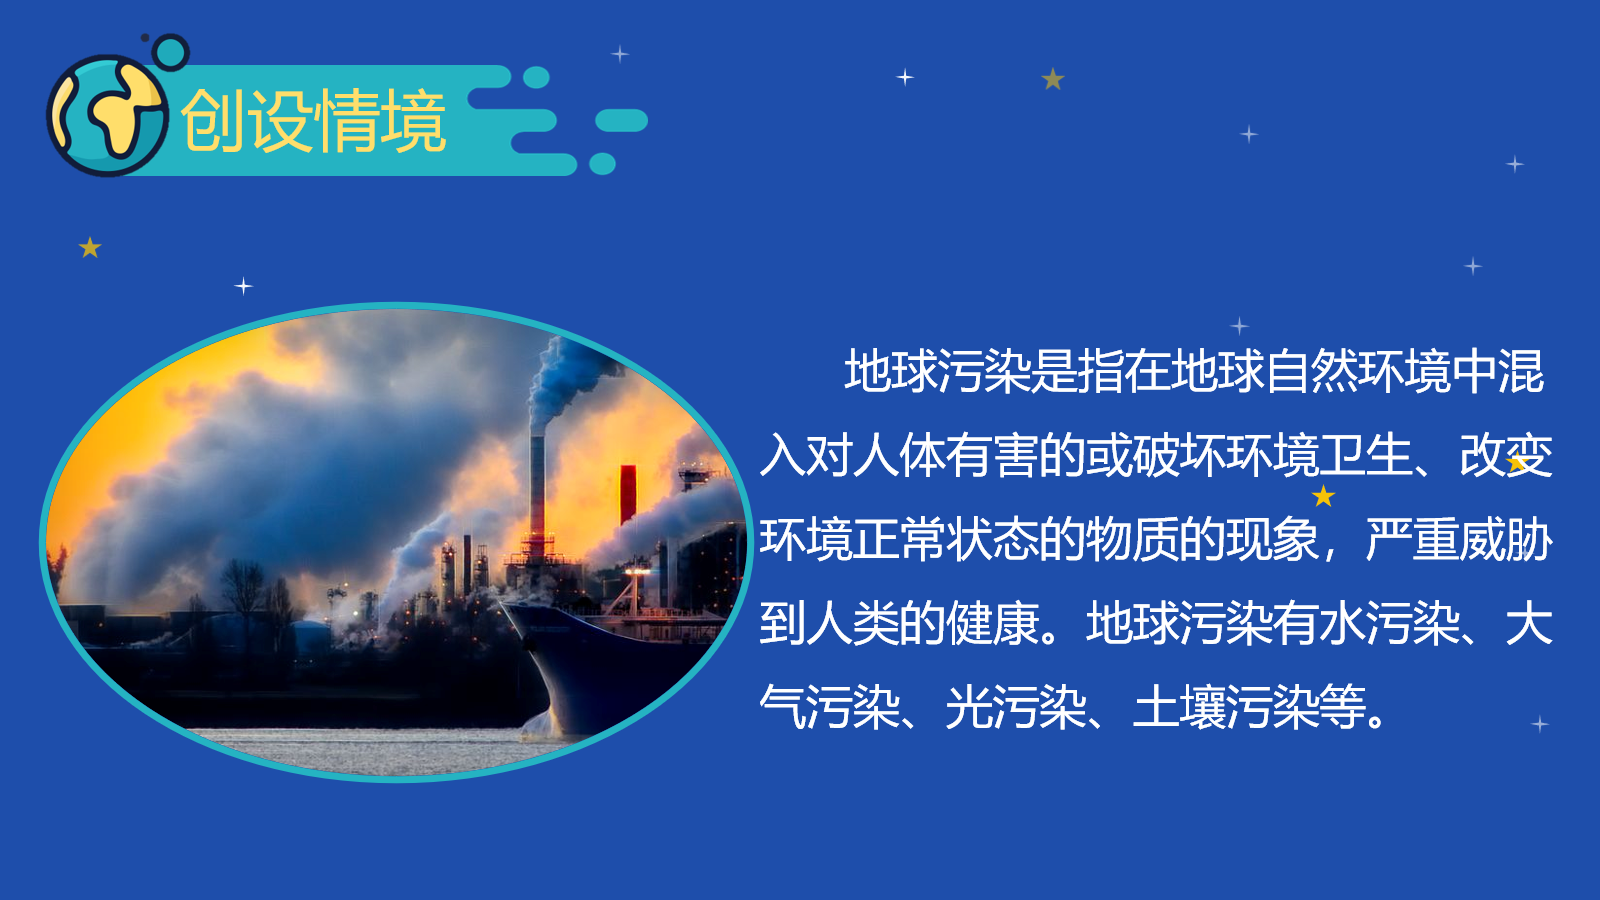 创设情境
地球污染是指在地球自然环境中混
入对人体有害的或破坏环境卫生、改变
环境正常状态的物质的现象，严重威胁
到人类的健康。地球污染有水污染、大
气污染、光污染、土壤污染等。